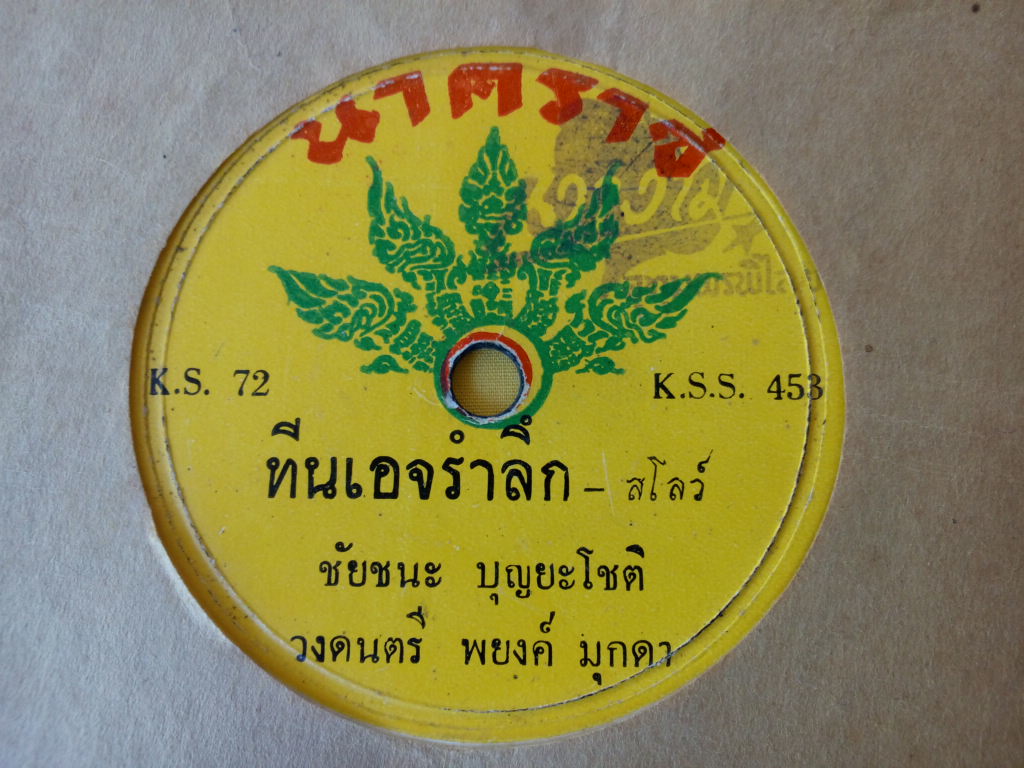 นาคราช
K.S. 72
K.S.S. 453
ทีนเอจรำลึก - สโลว์
ชัยชนะ บุญยะโชติ
วงดนตรี พยงค์ มุกดา